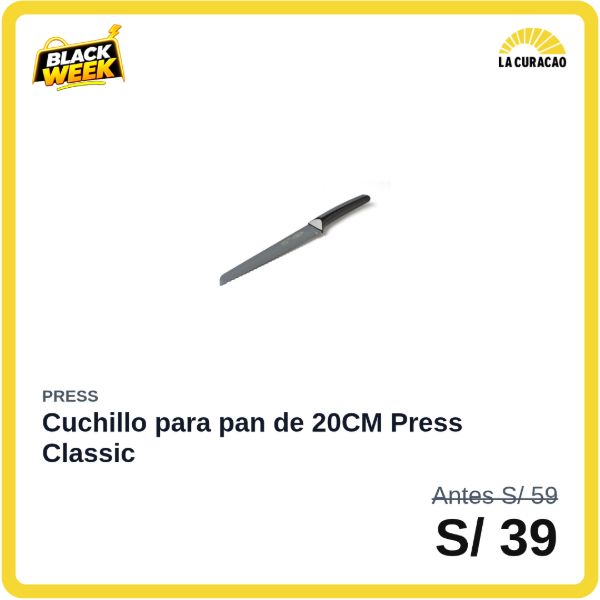 BLACK
WEEK
LA CURACAO
PRESS
Cuchillo para pan de 20CM Press
Classic
Antes S/ 59
S/ 39